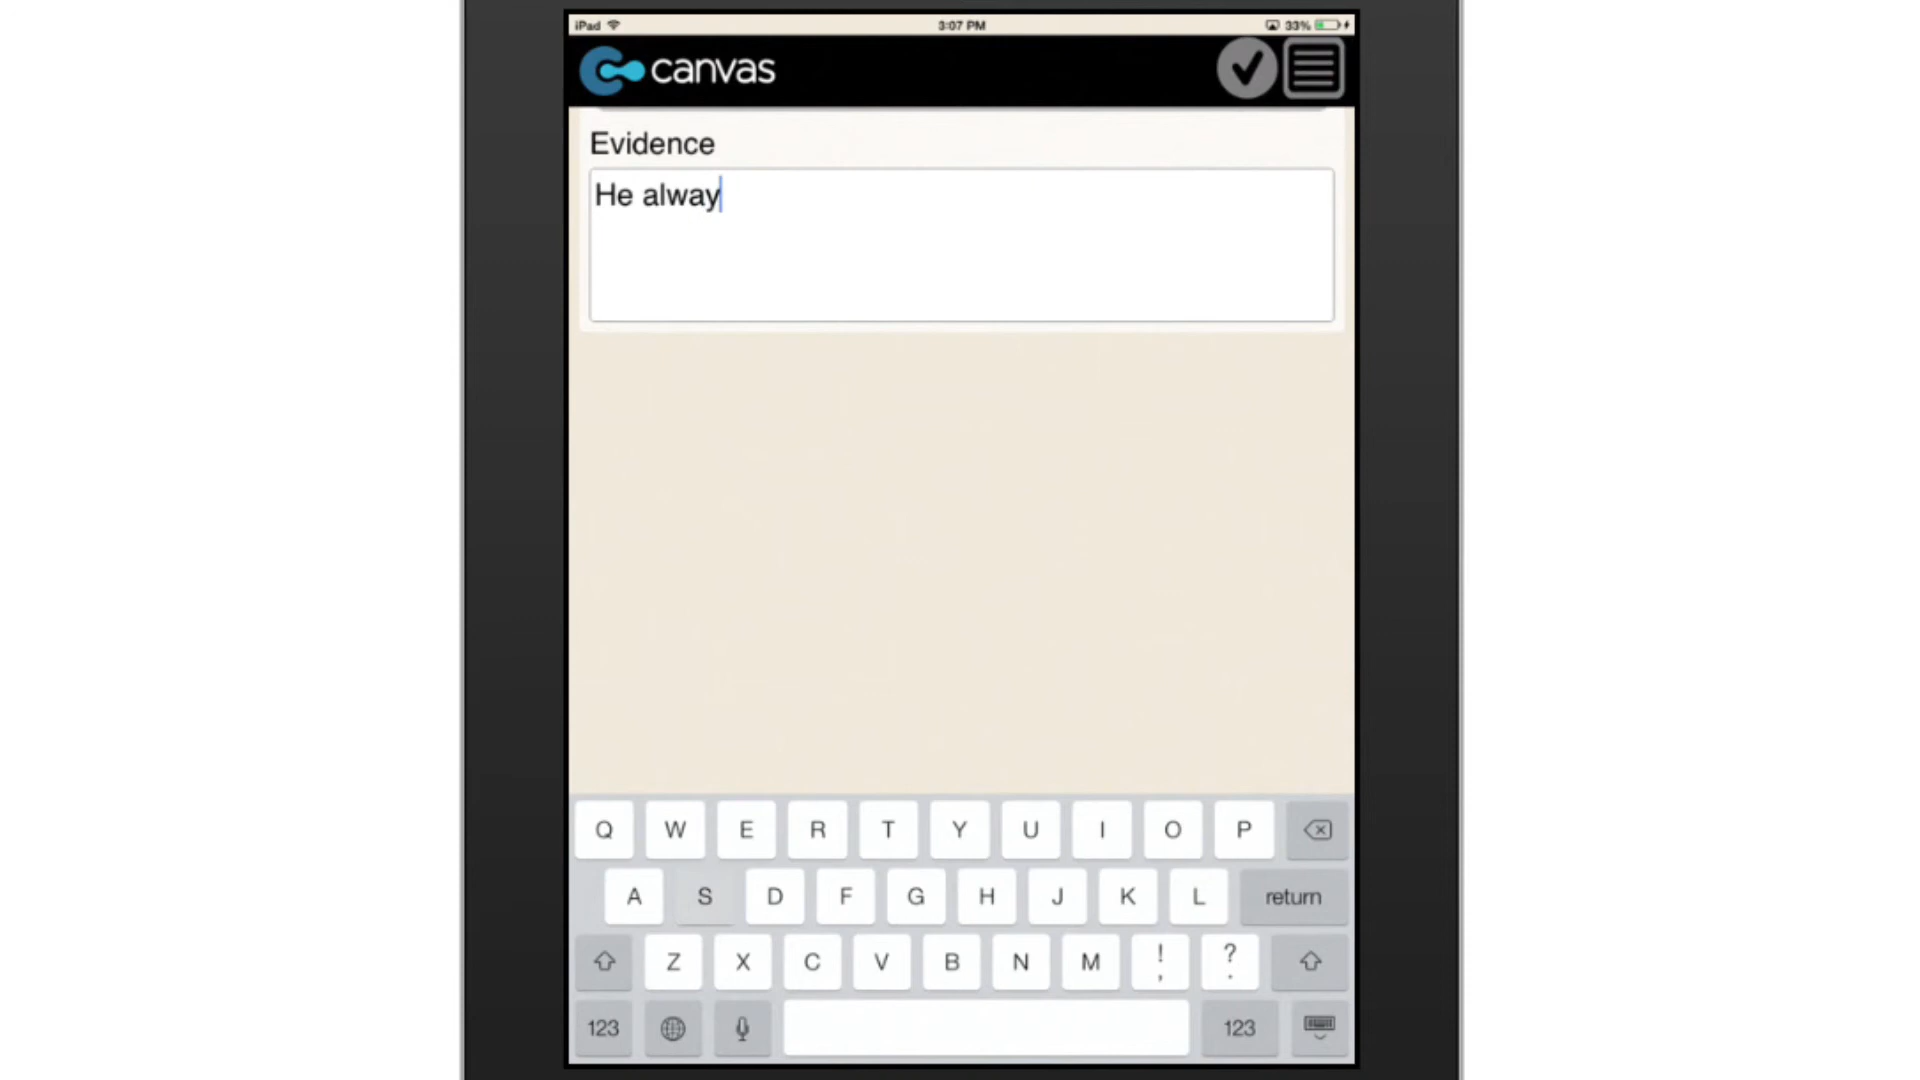 iPad 3:07 PM 33%
canvas
Evidence
He alway
Q W E R T Y U I O P
A S D F G H J K L return
Z X C V B N M ! , ? .
123 123